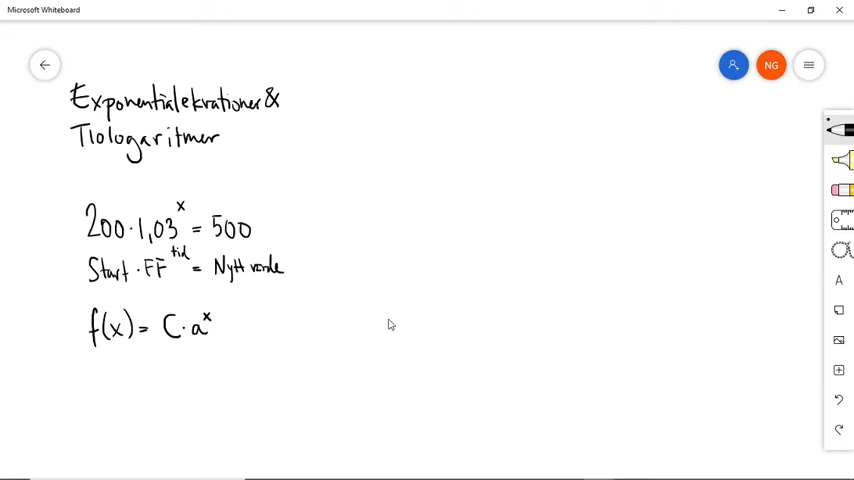 Microsoft Whiteboard
NG
Exponentialekvationer &
Tiologaritmer
200·1,03^x = 500
Start·FF^tid = Nytt värde
f(x) = C·a^x
A